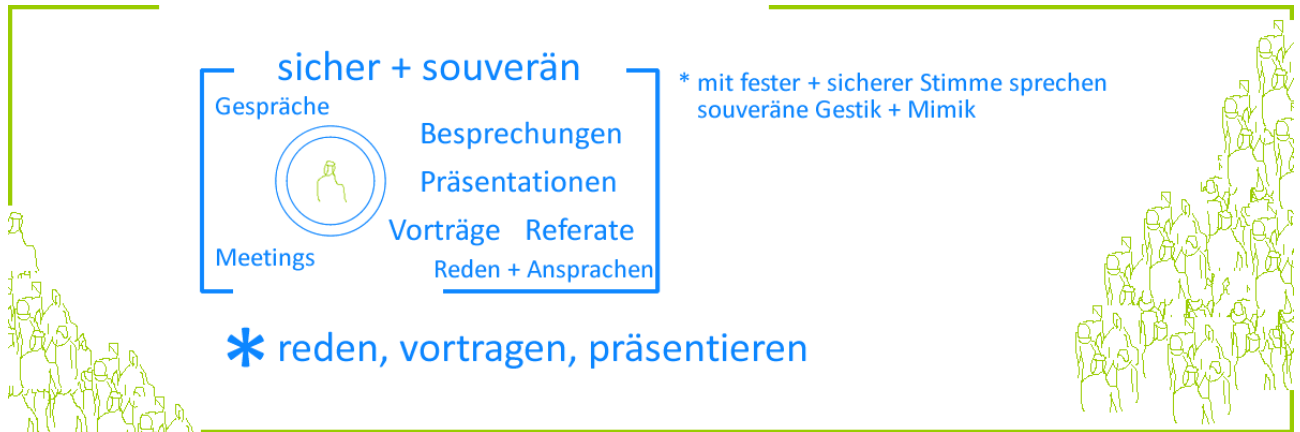 sicher + souverän
Gespräche
Besprechungen
Präsentationen
Vorträge Referate
Meetings
Reden + Ansprachen
* mit fester + sicherer Stimme sprechen
souveräne Gestik + Mimik
* reden, vortragen, präsentieren